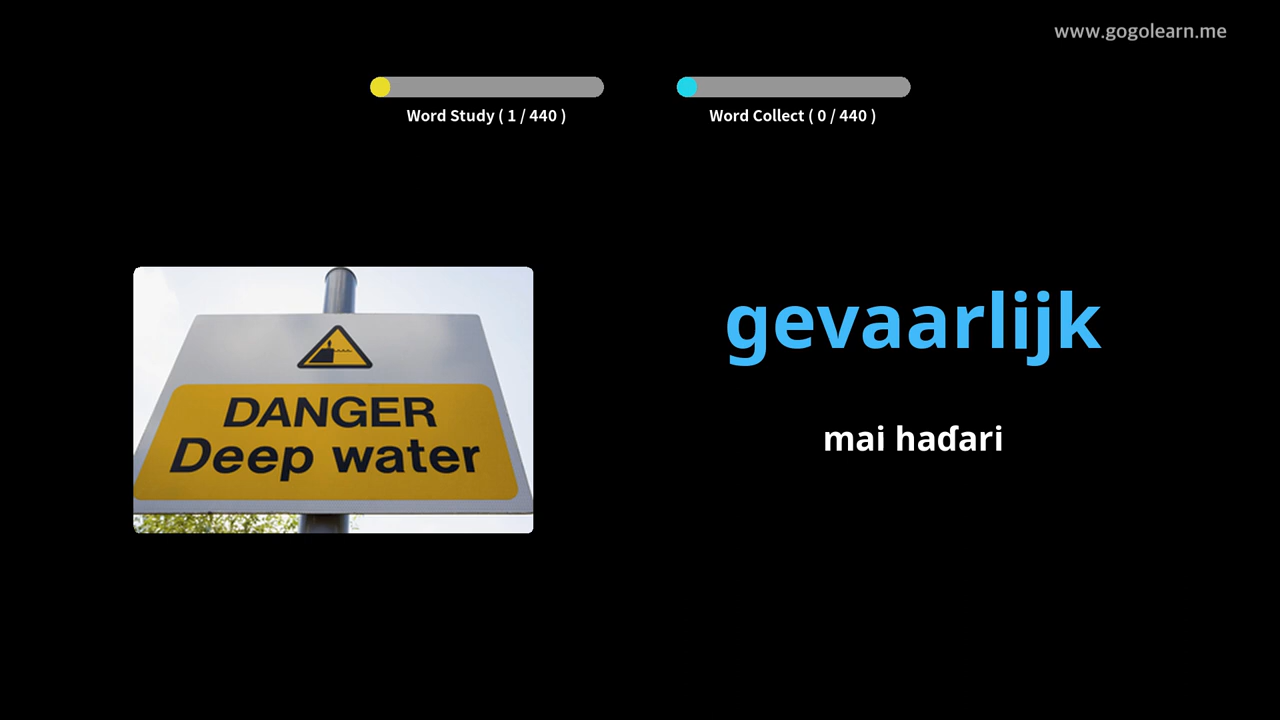 www.gogolearn.me
Word Study ( 1 / 440 )
Word Collect ( 0 / 440 )
DANGER
Deep water
gevaarlijk
mai haɗari